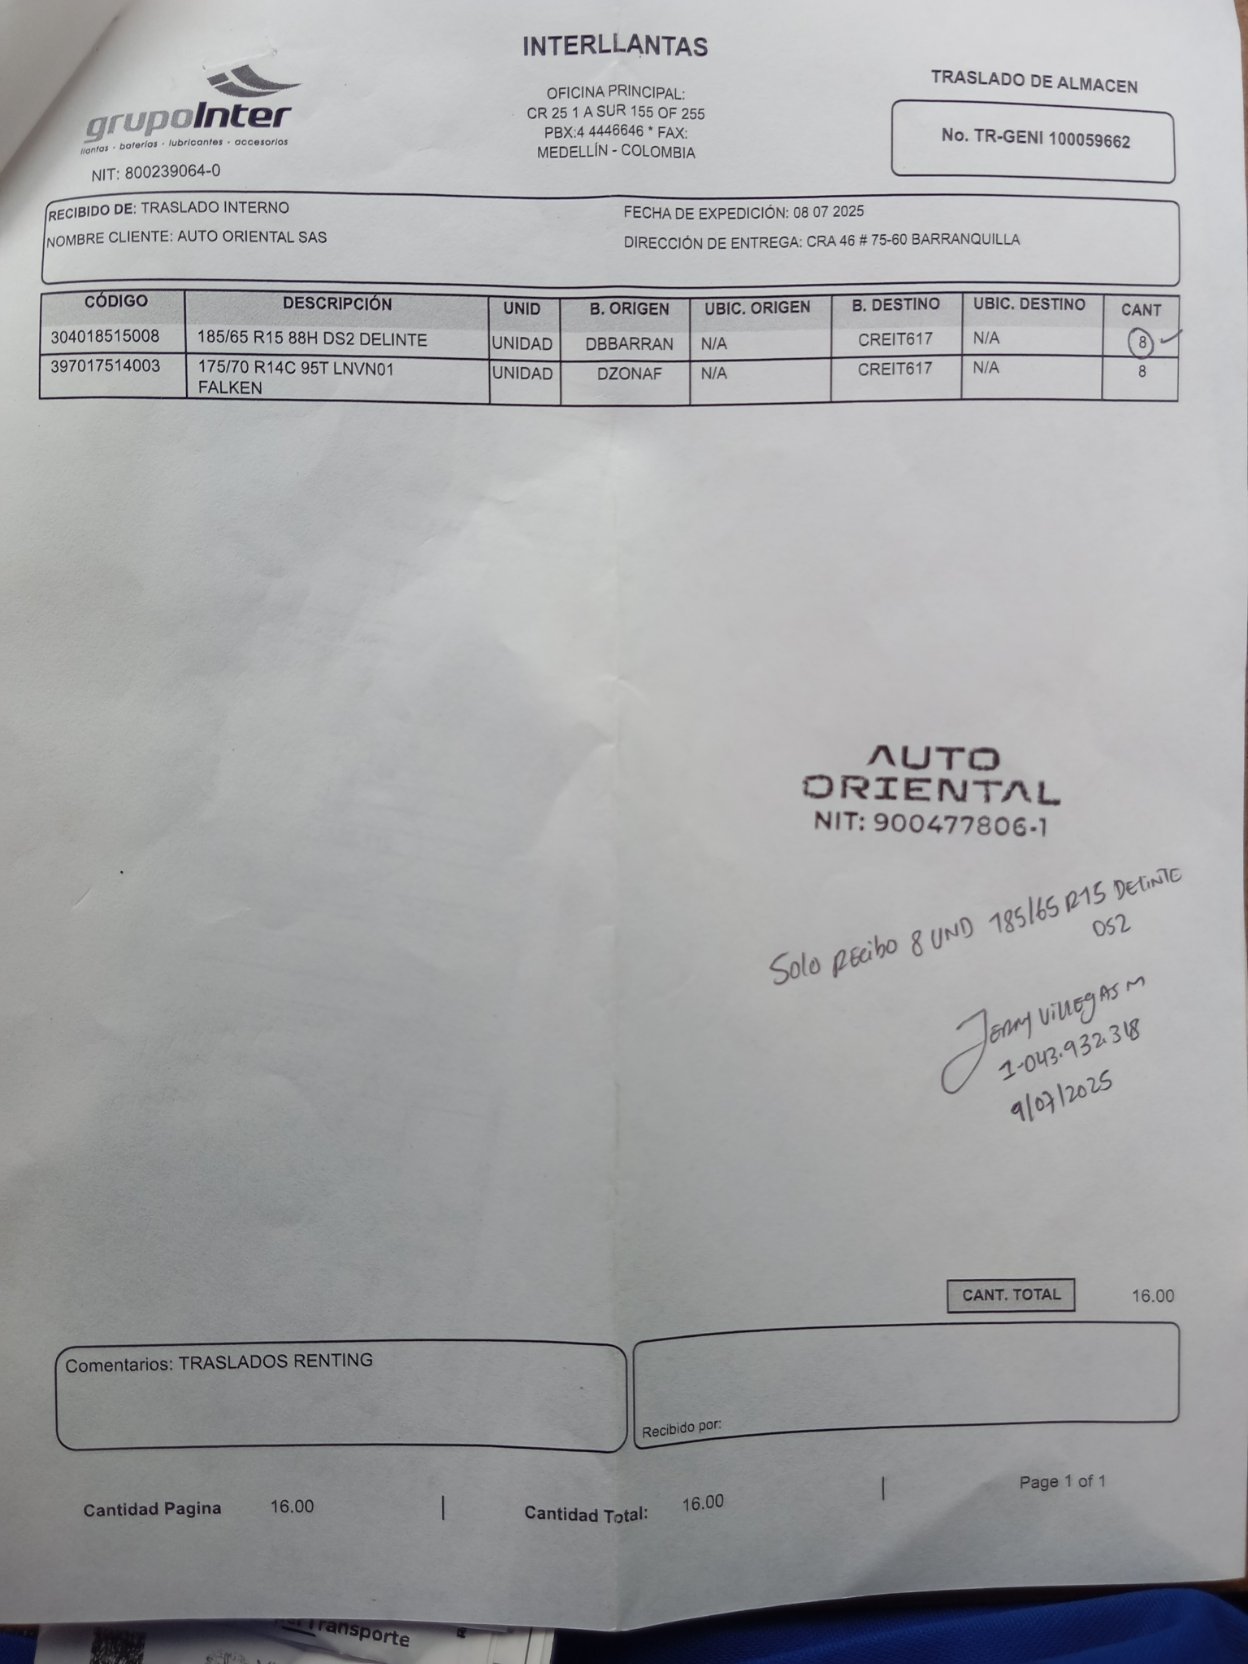 INTERLLANTAS
grupoInter
llantas - baterías - lubricantes - accesorios
NIT: 800239064-0
OFICINA PRINCIPAL:
CR 25 1 A SUR 155 OF 255
PBX:4 4446646 * FAX:
MEDELLÍN - COLOMBIA
TRASLADO DE ALMACEN
No. TR-GENI 100059662
RECIBIDO DE: TRASLADO INTERNO
NOMBRE CLIENTE: AUTO ORIENTAL SAS
FECHA DE EXPEDICIÓN: 08 07 2025
DIRECCIÓN DE ENTREGA: CRA 46 # 75-60 BARRANQUILLA
CÓDIGO DESCRIPCIÓN UNID B. ORIGEN UBIC. ORIGEN B. DESTINO UBIC. DESTINO CANT
304018515008 185/65 R15 88H DS2 DELINTE UNIDAD DBBARRAN N/A CREIT617 N/A 8
397017514003 175/70 R14C 95T LNVN01 UNIDAD DZONAF N/A CREIT617 N/A 8
FALKEN
AUTO
ORIENTAL
NIT: 900477806-1
Solo Recibo 8 UND 185/65 R15 DELINTE
DS2
Jerny Villegas M
1-043.932.318
9/07/2025
CANT. TOTAL 16.00
Comentarios: TRASLADOS RENTING
Recibido por:
Cantidad Pagina 16.00 | Cantidad Total: 16.00 | Page 1 of 1
Transporte